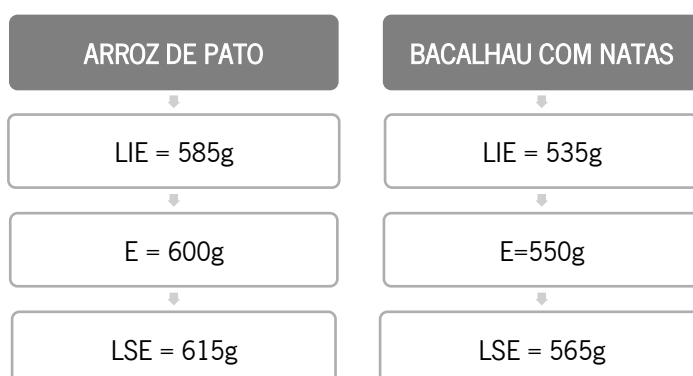 ARROZ DE PATO
LIE = 585g
E = 600g
LSE = 615g
BACALHAU COM NATAS
LIE = 535g
E=550g
LSE = 565g